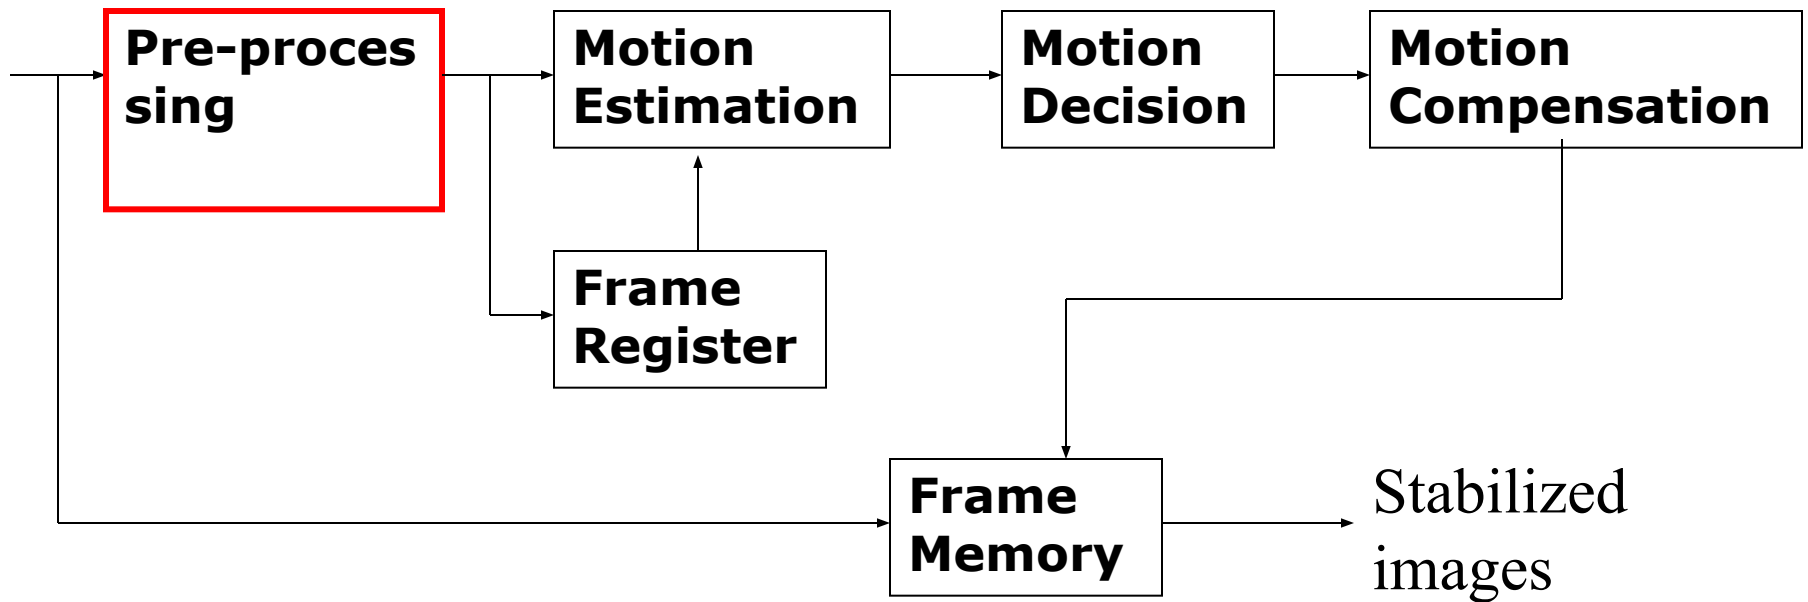 Pre-proces
sing
Motion
Estimation
Motion
Decision
Motion
Compensation
Frame
Register
Frame
Memory
Stabilized
images